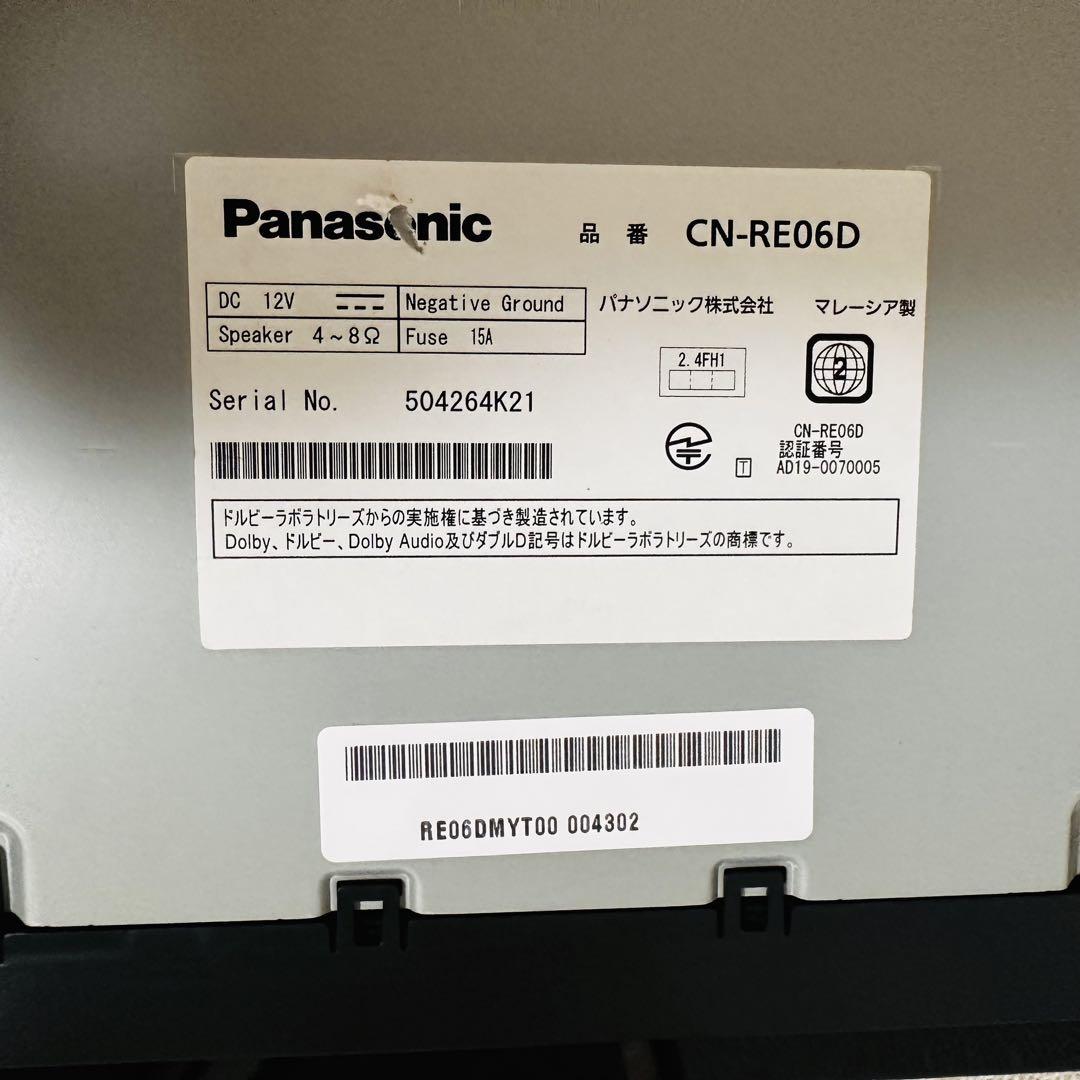 Panasonic 品番 CN-RE06D
DC 12V Negative Ground
Speaker 4~8Ω Fuse 15A
パナソニック株式会社 マレーシア製
2.4FH1
2
Serial No. 504264K21
T
CN-RE06D
認証番号
AD19-0070005
ドルビーラボラトリーズからの実施権に基づき製造されています。
Dolby、ドルビー、Dolby Audio及びダブルD記号はドルビーラボラトリーズの商標です。
RE06DMYT00 004302